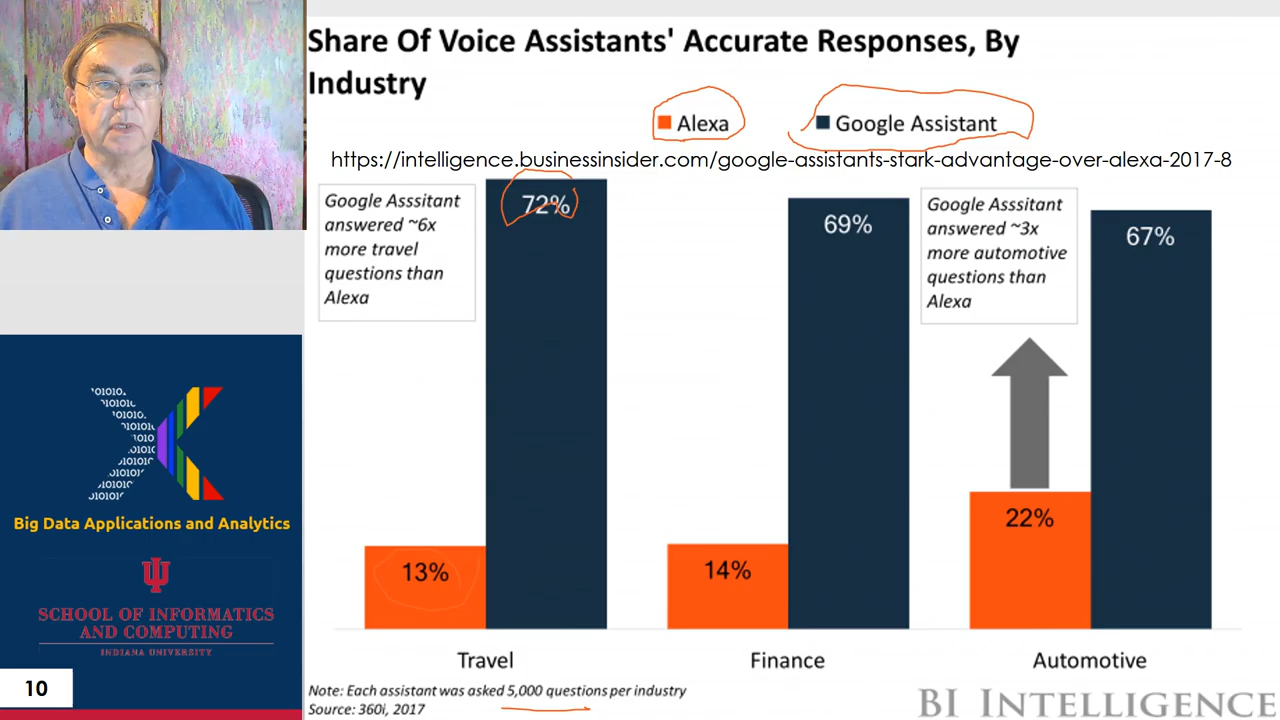 Share Of Voice Assistants' Accurate Responses, By
Industry
Alexa
Google Assistant
https://intelligence.businessinsider.com/google-assistants-stark-advantage-over-alexa-2017-8
Google Asssitant
answered ~6x
more travel
questions than
Alexa
72%
69%
Google Asssitant
answered ~3x
more automotive
questions than
Alexa
67%
13%
14%
22%
Travel
Finance
Automotive
Note: Each assistant was asked 5,000 questions per industry
Source: 360i, 2017
BI INTELLIGENCE
Big Data Applications and Analytics
SCHOOL OF INFORMATICS
AND COMPUTING
INDIANA UNIVERSITY
10